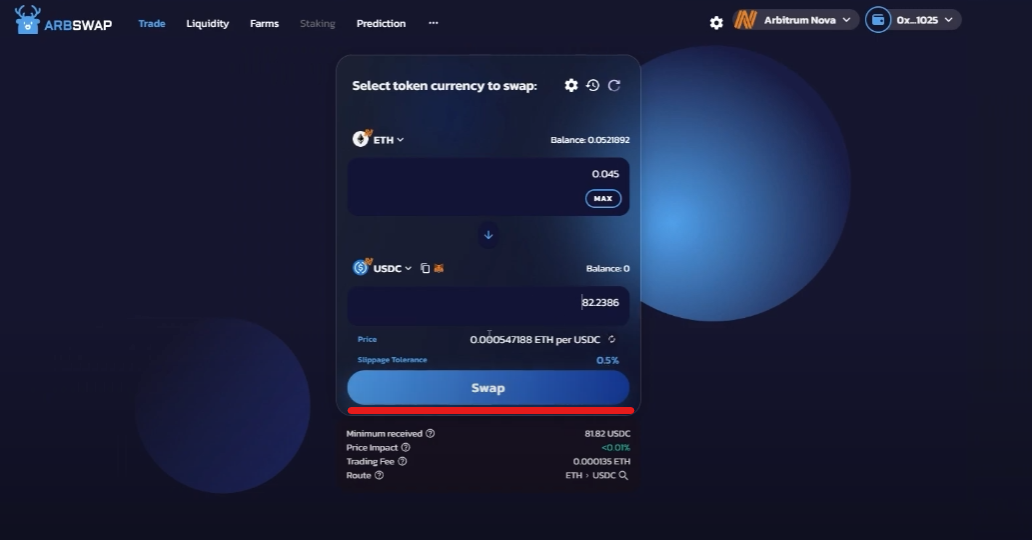 ARBSWAP Trade Liquidity Farms Staking Prediction ... Arbitrum Nova 0x...1025
Select token currency to swap:
ETH Balance: 0.0521892
0.045
MAX
USDC Balance: 0
82.2386
Price 0.000547188 ETH per USDC
Slippage Tolerance 0.5%
Swap
Minimum received 81.82 USDC
Price Impact <0.01%
Trading Fee 0.000135 ETH
Route ETH > USDC